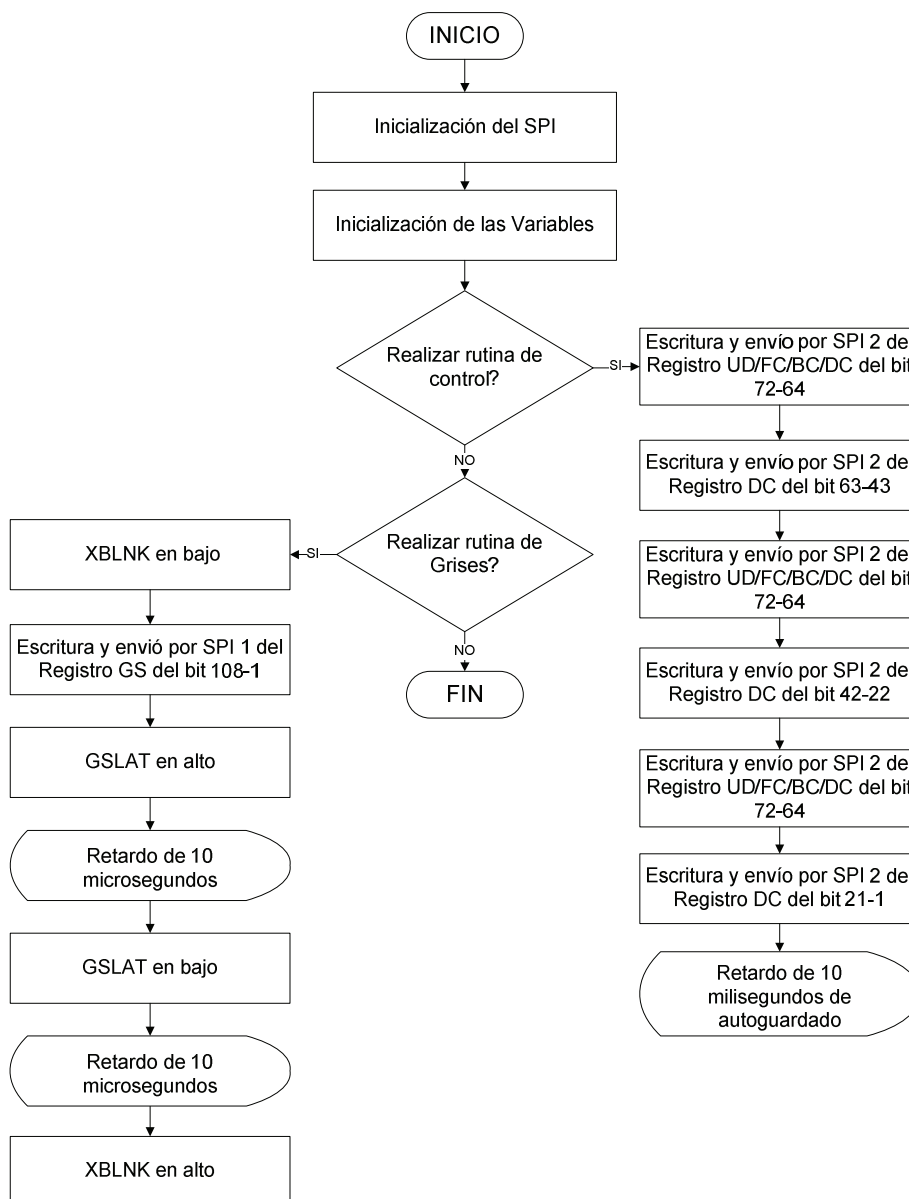 INICIO
Inicialización del SPI
Inicialización de las Variables
Realizar rutina de
control?
SI
Escritura y envío por SPI 2 de
Registro UD/FC/BC/DC del bit
72-64
Escritura y envío por SPI 2 de
Registro DC del bit 63-43
Escritura y envío por SPI 2 de
Registro UD/FC/BC/DC del bit
72-64
Escritura y envío por SPI 2 de
Registro DC del bit 42-22
Escritura y envío por SPI 2 de
Registro UD/FC/BC/DC del bit
72-64
Escritura y envío por SPI 2 de
Registro DC del bit 21-1
Retardo de 10
milisegundos de
autoguardado
NO
Realizar rutina de
Grises?
SI
XBLNK en bajo
Escritura y envió por SPI 1 del
Registro GS del bit 108-1
GSLAT en alto
Retardo de 10
microsegundos
GSLAT en bajo
Retardo de 10
microsegundos
XBLNK en alto
NO
FIN